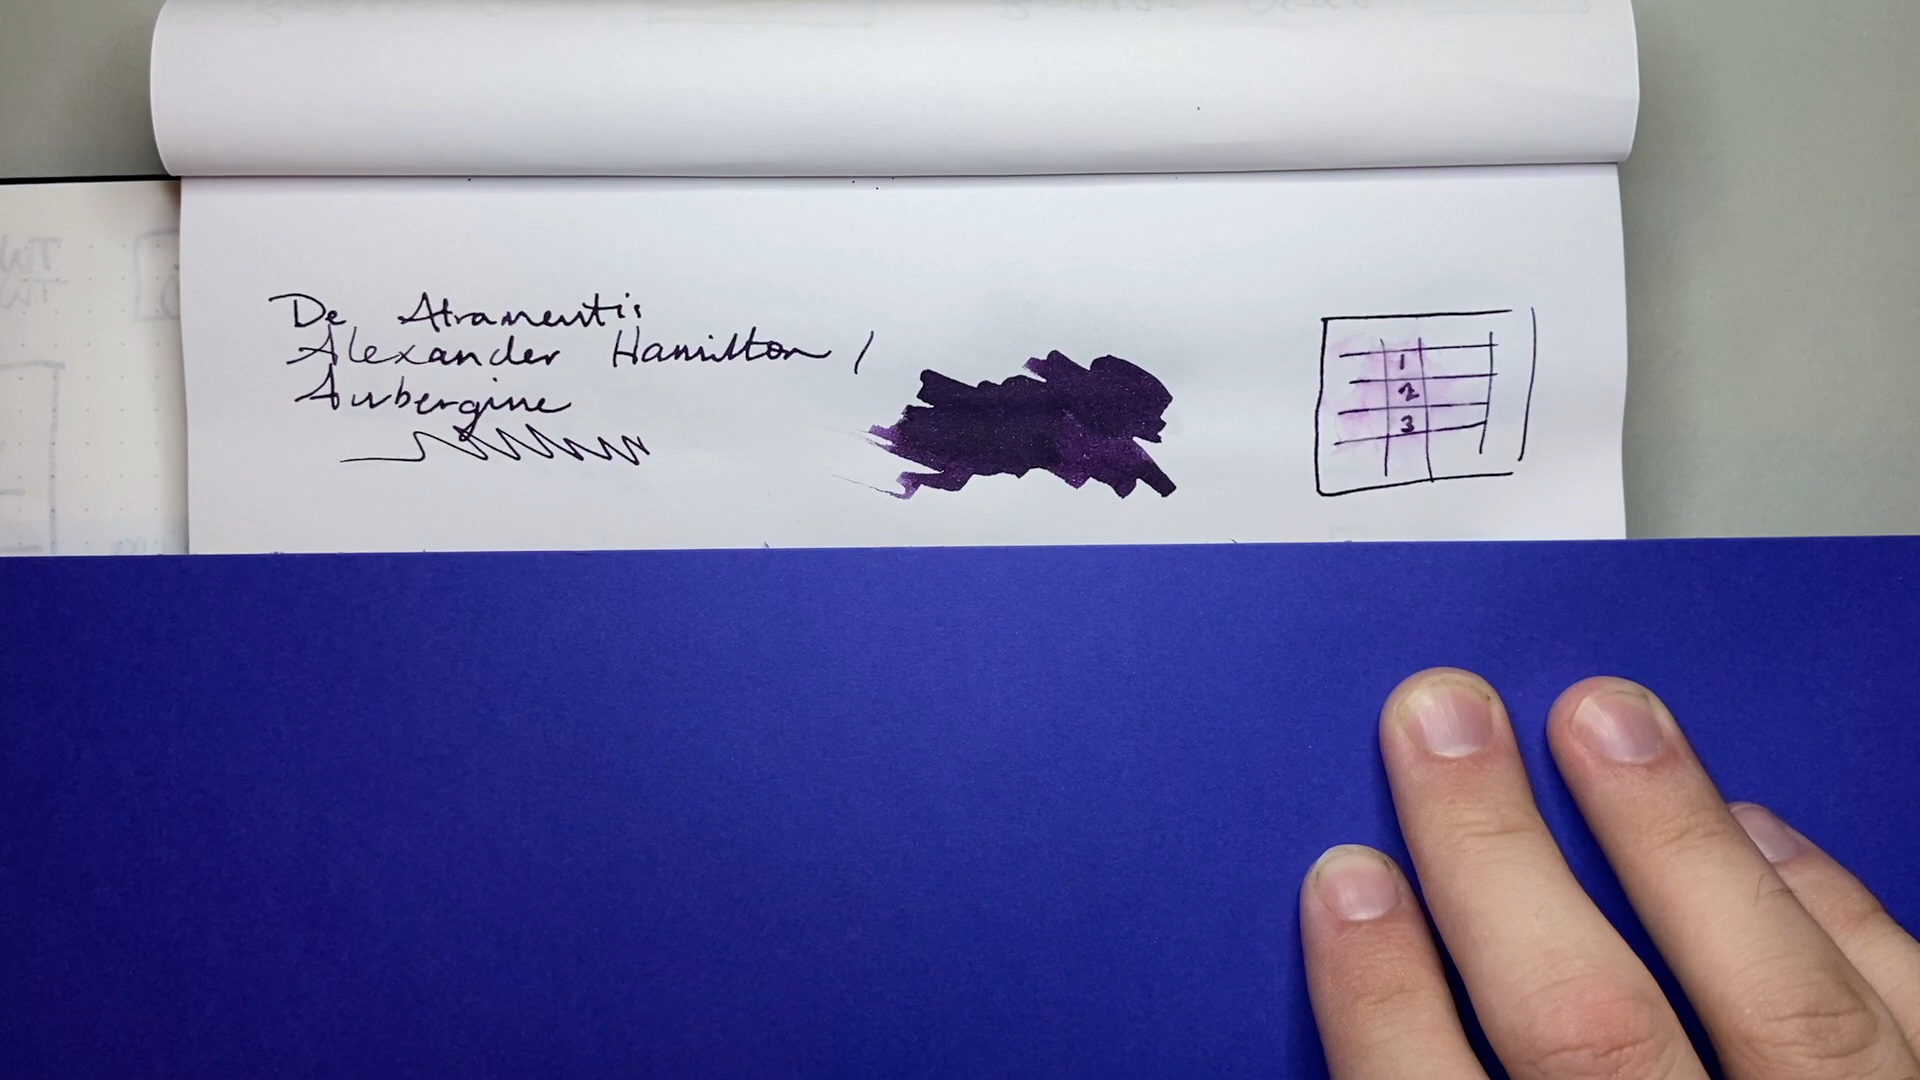 De Atramentis
Alexander Hamilton /
Aubergine
1
2
3